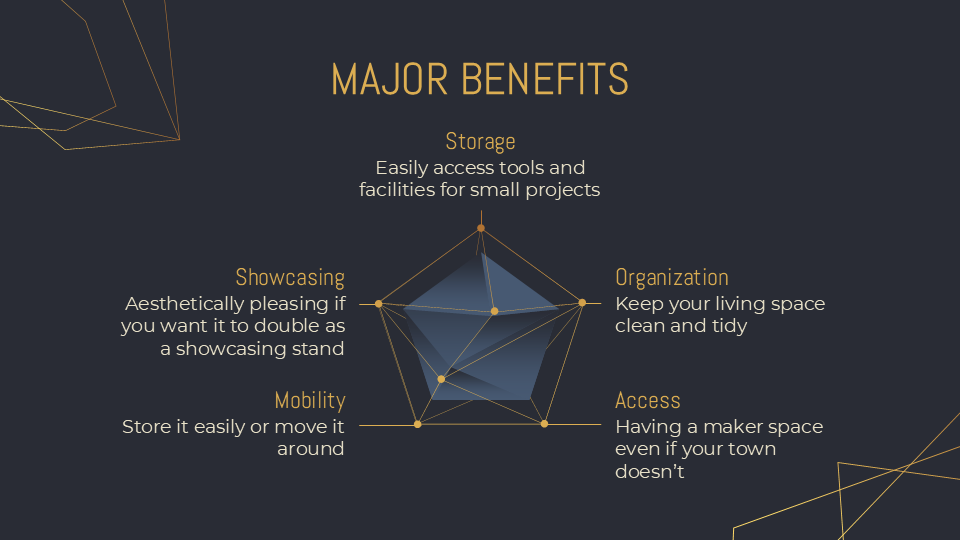 MAJOR BENEFITS
Storage
Easily access tools and
facilities for small projects
Showcasing
Aesthetically pleasing if
you want it to double as
a showcasing stand
Organization
Keep your living space
clean and tidy
Mobility
Store it easily or move it
around
Access
Having a maker space
even if your town
doesn’t